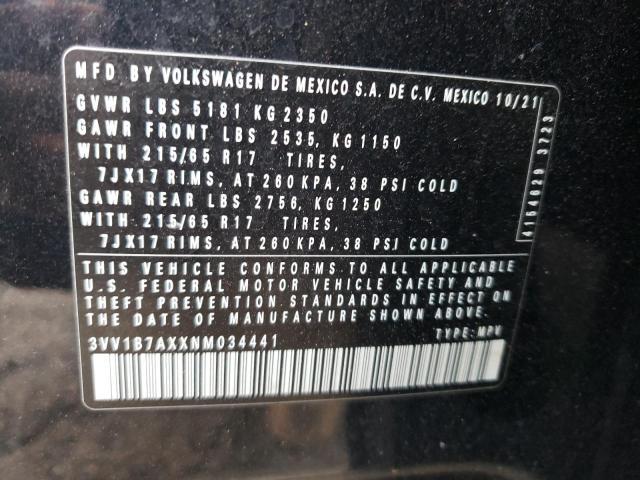 MFD BY VOLKSWAGEN DE MEXICO S.A. DE C.V. MEXICO 10/21
GVWR LBS 5181 KG 2350
GAWR FRONT LBS 2535, KG 1150
WITH 215/65 R17 TIRES,
7JX17 RIMS, AT 260 KPA, 38 PSI COLD
GAWR REAR LBS 2756, KG 1250
WITH 215/65 R17 TIRES,
7JX17 RIMS, AT 260 KPA, 38 PSI COLD
THIS VEHICLE CONFORMS TO ALL APPLICABLE
U.S. FEDERAL MOTOR VEHICLE SAFETY AND
THEFT PREVENTION STANDARDS IN EFFECT ON
THE DATE OF MANUFACTURE SHOWN ABOVE.
3VV1B7AXXNM034441 TYPE: MPV
4154629 3723